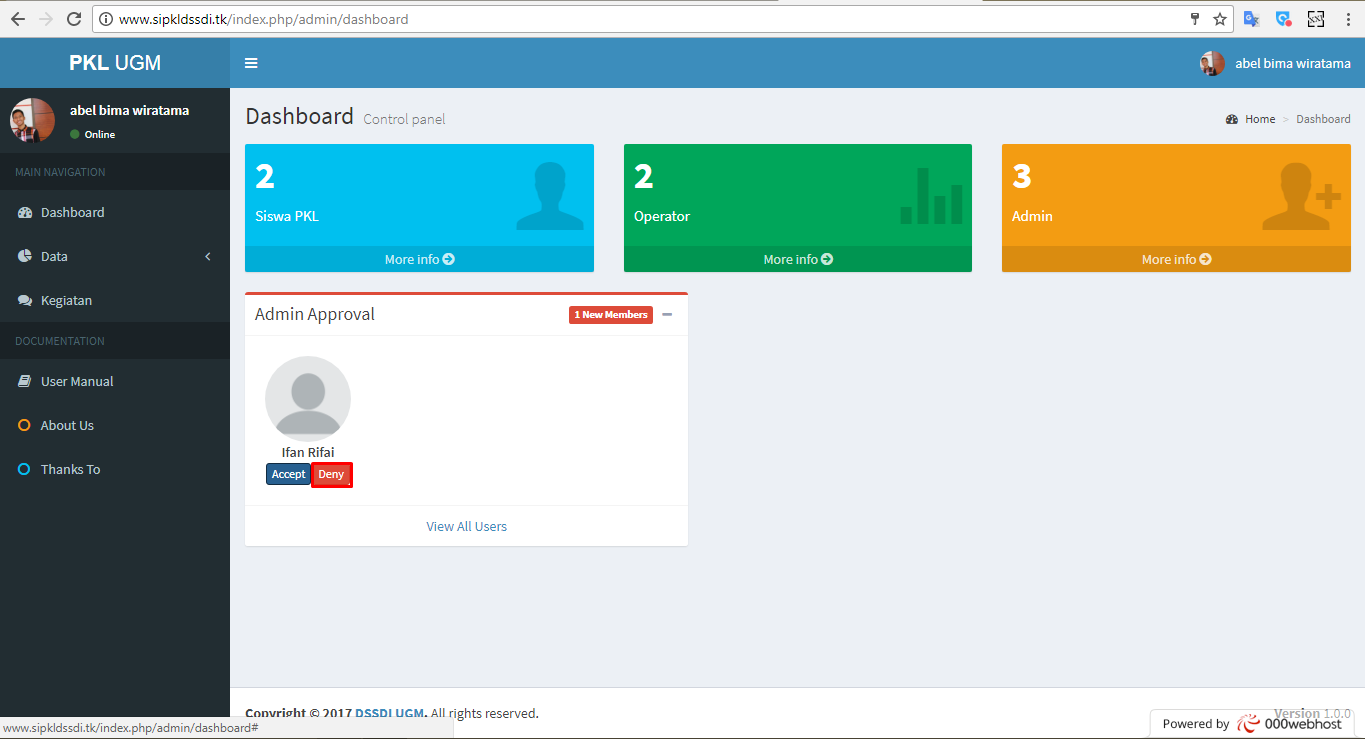 www.sipkldssdi.tk/index.php/admin/dashboard
PKL UGM
abel bima wiratama
abel bima wiratama
Online
MAIN NAVIGATION
Dashboard
Data
Kegiatan
DOCUMENTATION
User Manual
About Us
Thanks To
Dashboard Control panel
Home > Dashboard
2
Siswa PKL
More info
2
Operator
More info
3
Admin
More info
Admin Approval
1 New Members
Ifan Rifai
Accept Deny
View All Users
Copyright © 2017 DSSDI UGM. All rights reserved.
Version 1.0.0
Powered by 000webhost
www.sipkldssdi.tk/index.php/admin/dashboard#